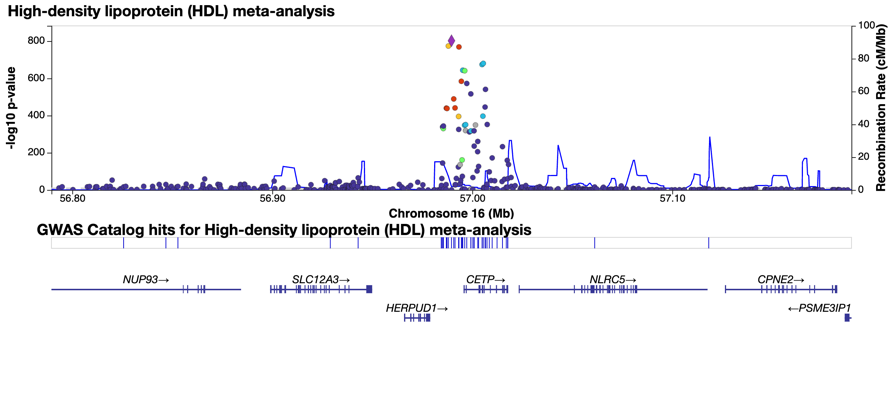 High-density lipoprotein (HDL) meta-analysis
-log10 p-value
800
600
400
200
0
100
80
60
40
20
0
Recombination Rate (cM/Mb)
56.80
56.90
57.00
57.10
Chromosome 16 (Mb)
GWAS Catalog hits for High-density lipoprotein (HDL) meta-analysis
NUP93→
SLC12A3→
CETP→
NLRC5→
CPNE2→
HERPUD1→
←PSME3IP1